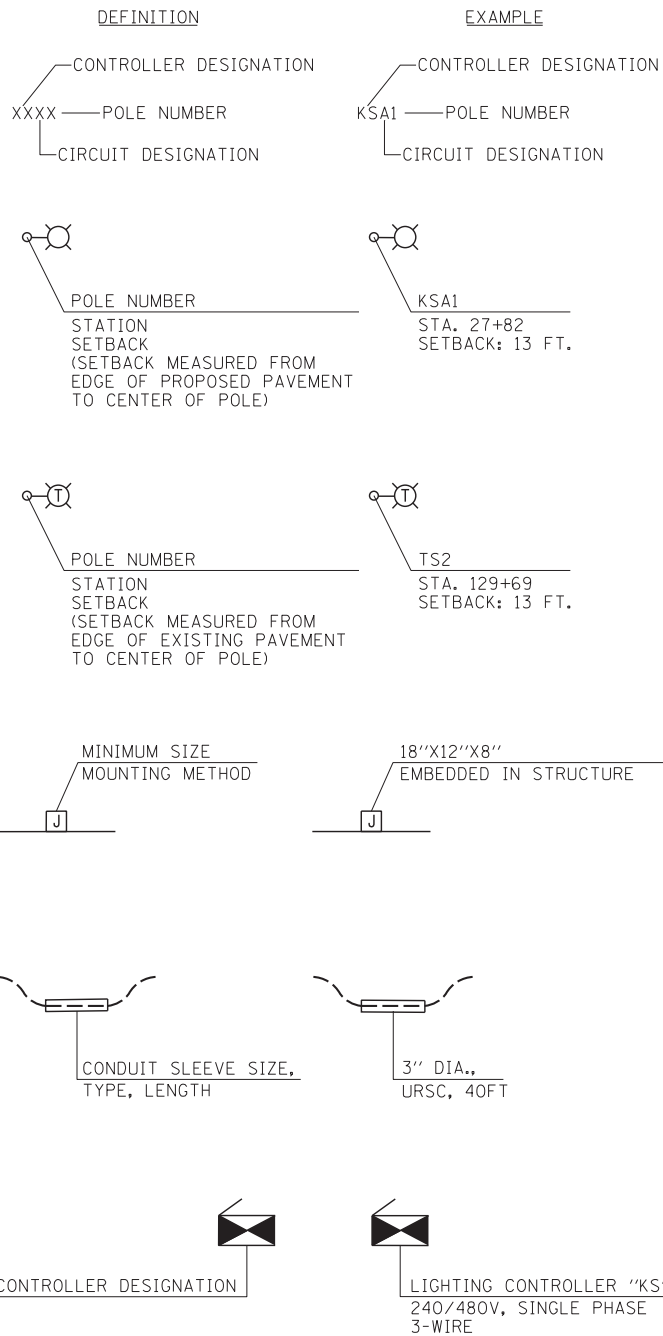 DEFINITION
EXAMPLE
CONTROLLER DESIGNATION
XXXX
POLE NUMBER
CIRCUIT DESIGNATION
CONTROLLER DESIGNATION
KSA1
POLE NUMBER
CIRCUIT DESIGNATION
POLE NUMBER
STATION
SETBACK
(SETBACK MEASURED FROM
EDGE OF PROPOSED PAVEMENT
TO CENTER OF POLE)
KSA1
STA. 27+82
SETBACK: 13 FT.
T
POLE NUMBER
STATION
SETBACK
(SETBACK MEASURED FROM
EDGE OF EXISTING PAVEMENT
TO CENTER OF POLE)
T
TS2
STA. 129+69
SETBACK: 13 FT.
MINIMUM SIZE
MOUNTING METHOD
J
18''X12''X8''
EMBEDDED IN STRUCTURE
J
CONDUIT SLEEVE SIZE,
TYPE, LENGTH
3'' DIA.,
URSC, 40FT
CONTROLLER DESIGNATION
LIGHTING CONTROLLER "KS
240/480V, SINGLE PHASE
3-WIRE